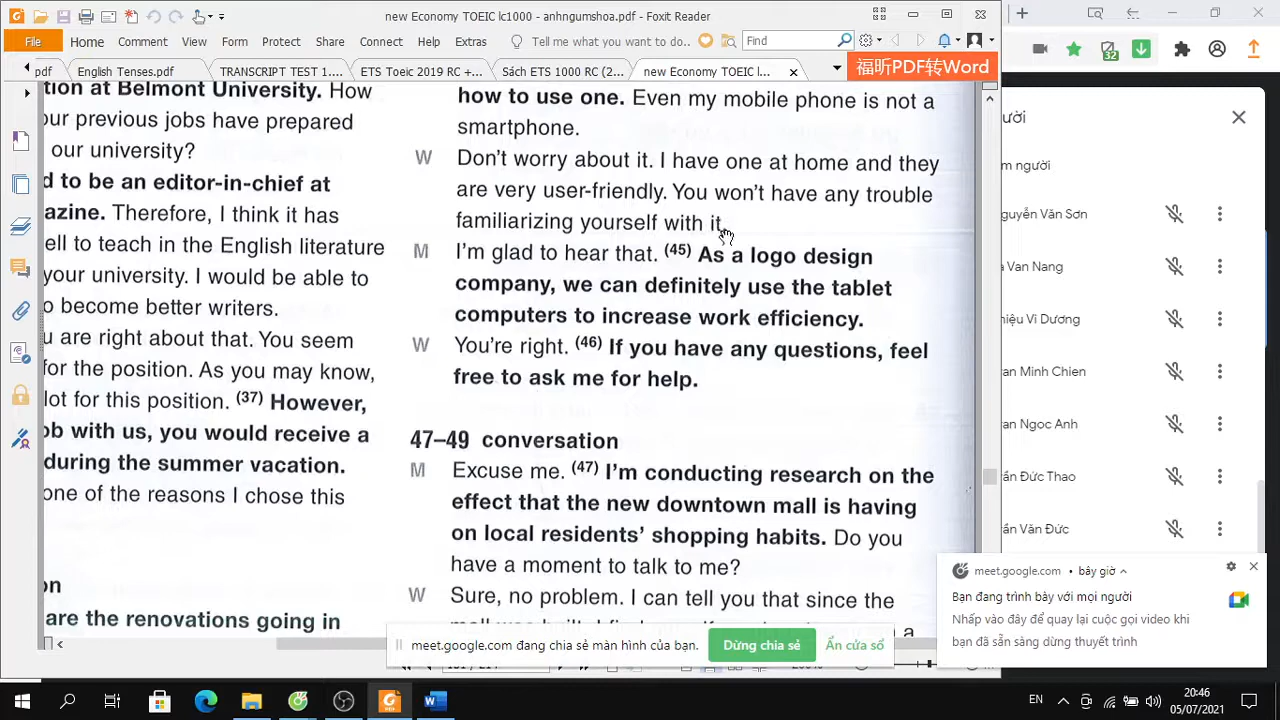 new Economy TOEIC lc1000 - anhngumshoa.pdf - Foxit Reader
File Home Comment View Form Protect Share Connect Help Extras Tell me what you want to do.. Find
32
pdf English Tenses.pdf TRANSCRIPT TEST 1.... ETS Toeic 2019 RC +... Sách ETS 1000 RC (2... new Economy TOEIC l... 福昕PDF转Word
tion at Belmont University. How
our previous jobs have prepared
our university?
d to be an editor-in-chief at
azine. Therefore, I think it has
ell to teach in the English literature
your university. I would be able to
o become better writers.
u are right about that. You seem
for the position. As you may know,
lot for this position. (37) However,
ob with us, you would receive a
during the summer vacation.
one of the reasons I chose this
on
are the renovations going in
how to use one. Even my mobile phone is not a
smartphone.
W Don't worry about it. I have one at home and they
are very user-friendly. You won't have any trouble
familiarizing yourself with it.
M I'm glad to hear that. (45) As a logo design
company, we can definitely use the tablet
computers to increase work efficiency.
W You're right. (46) If you have any questions, feel
free to ask me for help.
47–49 conversation
M Excuse me. (47) I'm conducting research on the
effect that the new downtown mall is having
on local residents' shopping habits. Do you
have a moment to talk to me?
W Sure, no problem. I can tell you that since the
ười
m người
guyễn Văn Sơn
a Van Nang
hiệu Vi Dương
ran Minh Chien
ran Ngoc Anh
rần Đức Thao
rần Văn Đức
meet.google.com • bây giờ
Bạn đang trình bày với mọi người
Nhấp vào đây để quay lại cuộc gọi video khi
bạn đã sẵn sàng dừng thuyết trình
meet.google.com đang chia sẻ màn hình của bạn. Dừng chia sẻ Ẩn cửa sổ
EN
20:46
05/07/2021